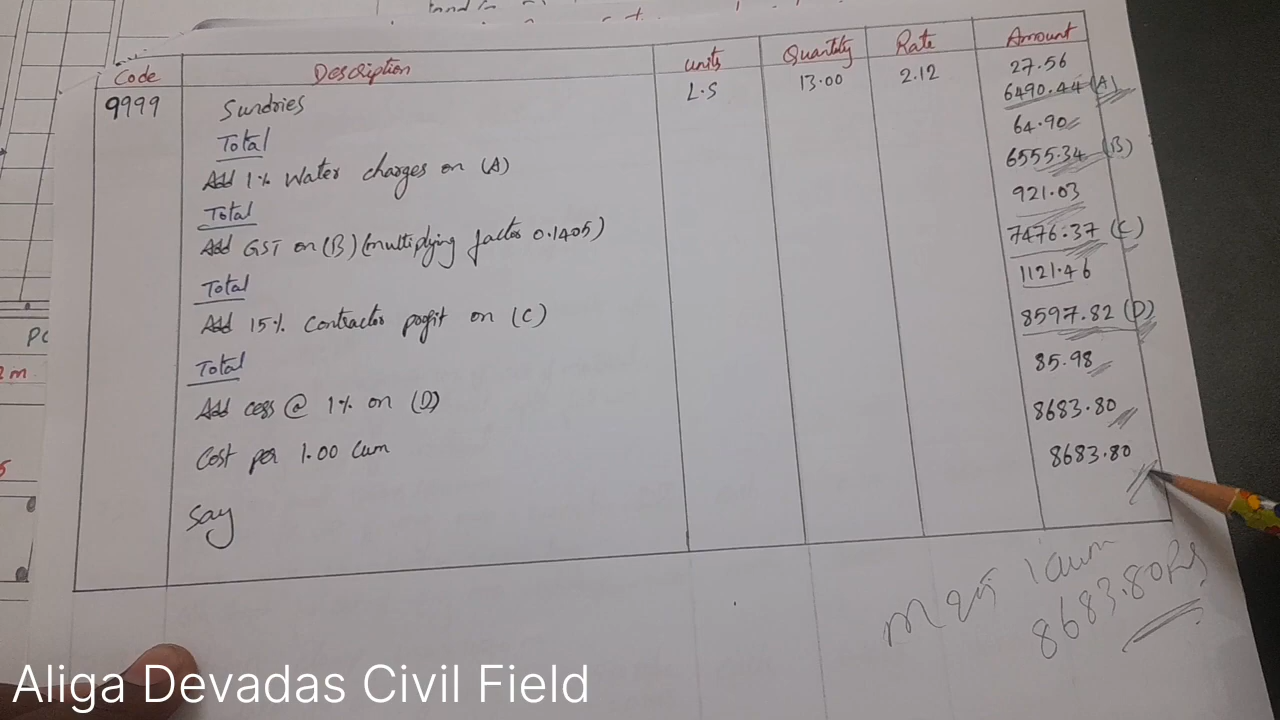 Code Description units Quantity Rate Amount
9999 Sundries L.S 13.00 2.12 27.56
Total 6490.44 (A)
Add 1% Water charges on (A) 64.90
Total 6555.34 (B)
Add GST on (B) (multiplying factor 0.1405) 921.03
Total 7476.37 (C)
Add 15% Contractor profit on (C) 1121.46
Total 8597.82 (D)
Add cess @ 1% on (D) 85.98
Cost per 1.00 Cum 8683.80
Say 8683.80
M25 1cum
8683.80Rs
2m
Aliga Devadas Civil Field